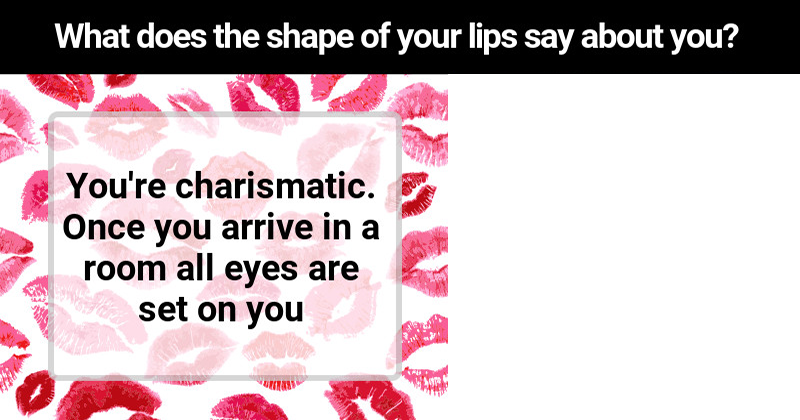 What does the shape of your lips say about you?
You're charismatic.
Once you arrive in a
room all eyes are
set on you